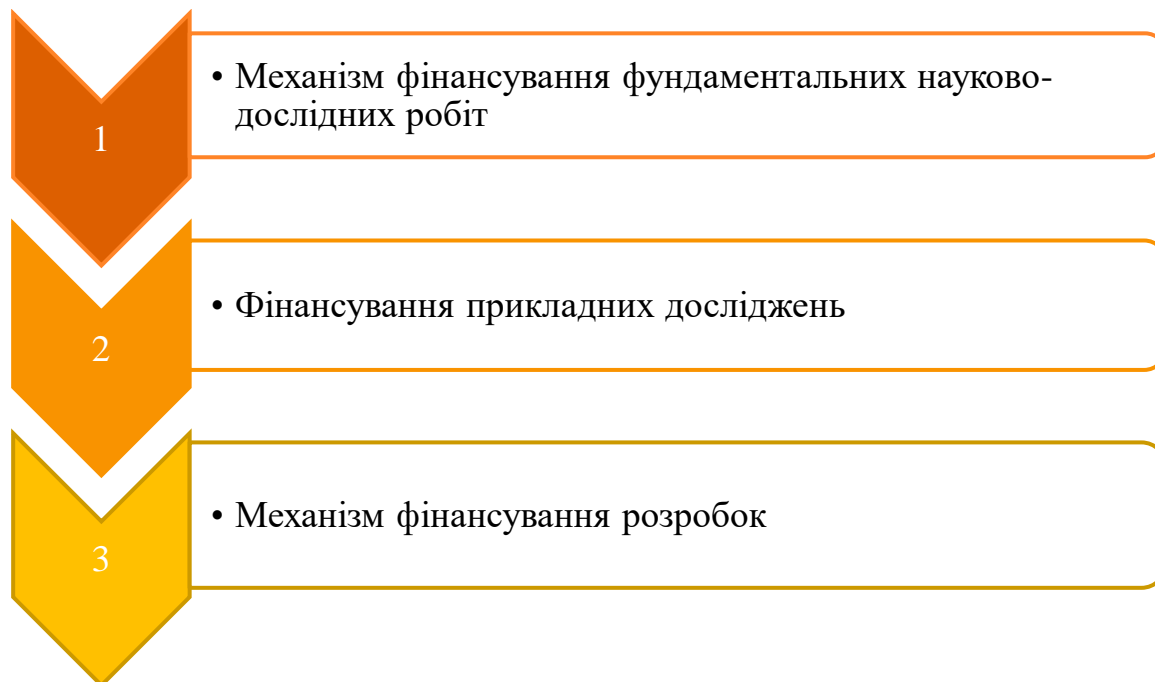 1
• Механізм фінансування фундаментальних науково-
дослідних робіт
2
• Фінансування прикладних досліджень
3
• Механізм фінансування розробок